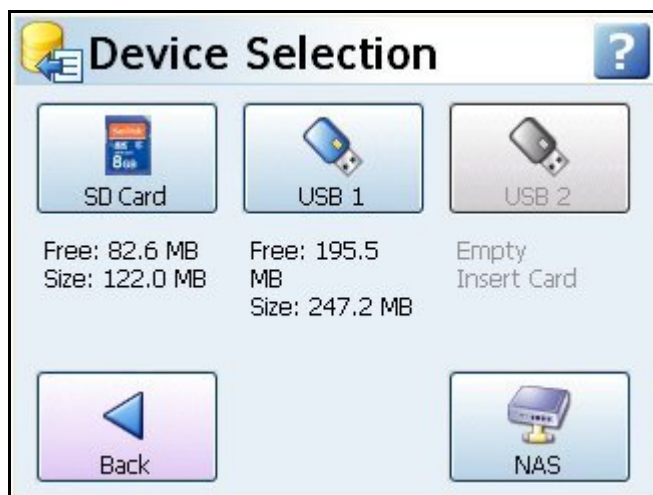 Device Selection
?
SD Card
USB 1
USB 2
Free: 82.6 MB
Size: 122.0 MB
Free: 195.5
MB
Size: 247.2 MB
Empty
Insert Card
Back
NAS